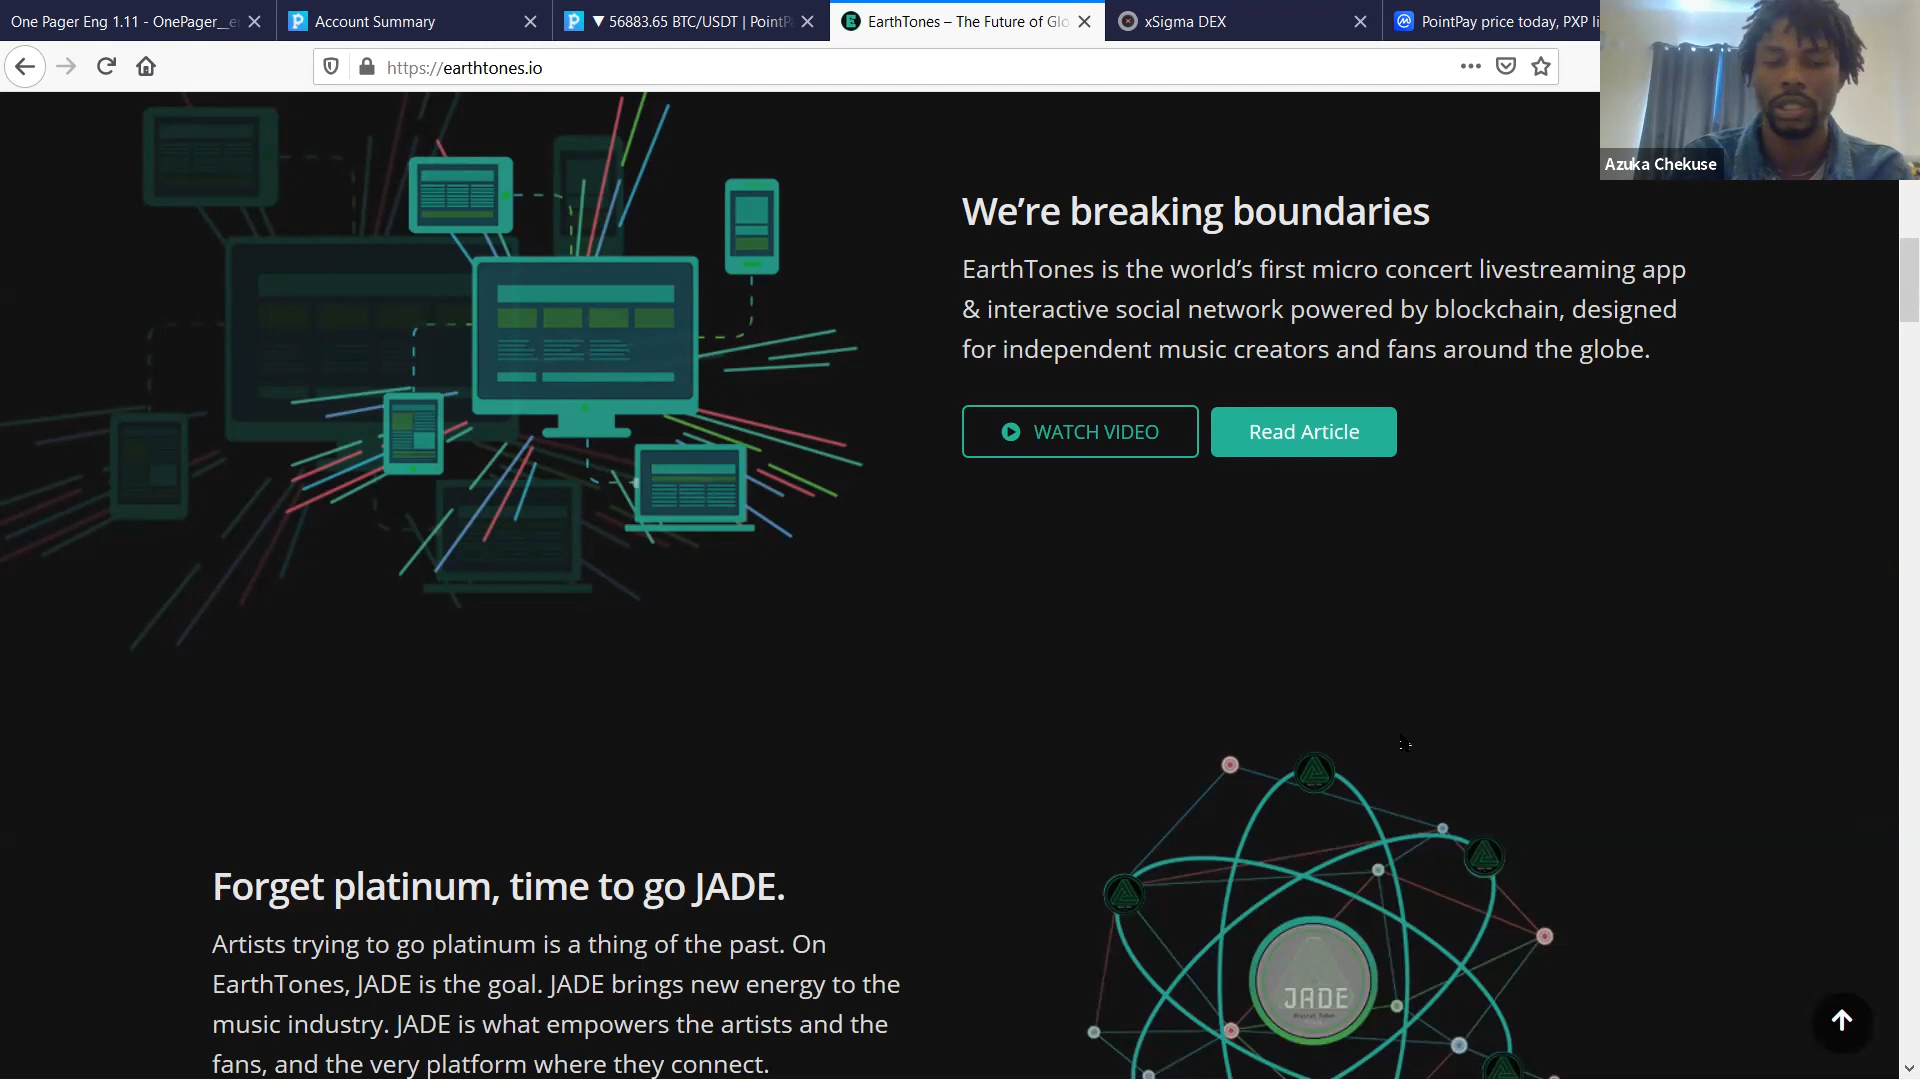 One Pager Eng 1.11 - OnePager__e
Account Summary
▼ 56883.65 BTC/USDT | PointP
EarthTones – The Future of Glo
xSigma DEX
PointPay price today, PXP li
https://earthtones.io
Azuka Chekuse
We’re breaking boundaries
EarthTones is the world’s first micro concert livestreaming app
& interactive social network powered by blockchain, designed
for independent music creators and fans around the globe.
WATCH VIDEO
Read Article
Forget platinum, time to go JADE.
Artists trying to go platinum is a thing of the past. On
EarthTones, JADE is the goal. JADE brings new energy to the
music industry. JADE is what empowers the artists and the
fans, and the very platform where they connect.
JADE
Digital Token